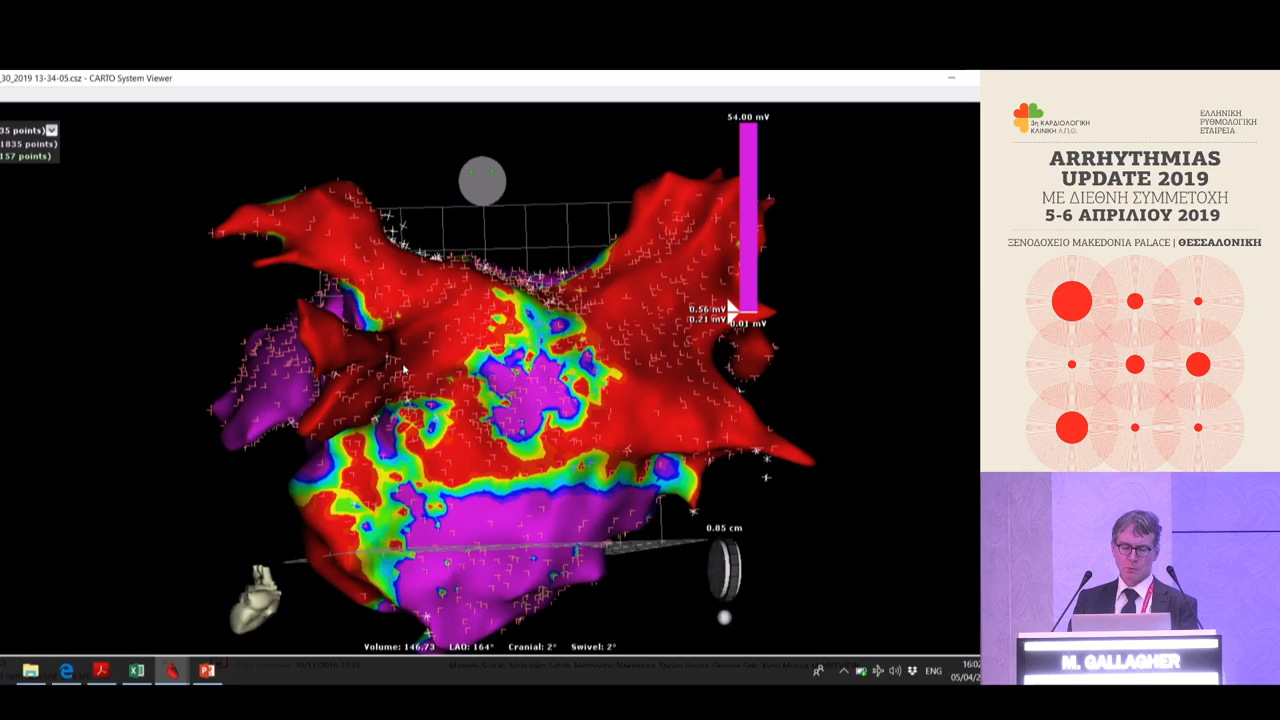 _30_2019 13-34-05.csz - CARTO System Viewer
35 points)
1835 points)
157 points)
54.00 mV
0.56 mV
0.21 mV
0.01 mV
0.85 cm
Volume: 146.73 LAO: 164° Cranial: 2° Swivel: 2°
ENG
16:02
05/04/2
3η ΚΑΡΔΙΟΛΟΓΙΚΗ
ΚΛΙΝΙΚΗ Α.Π.Θ.
ΕΛΛΗΝΙΚΗ
ΡΥΘΜΟΛΟΓΙΚΗ
ΕΤΑΙΡΕΙΑ
ARRHYTHMIAS
UPDATE 2019
ΜΕ ΔΙΕΘΝΗ ΣΥΜΜΕΤΟΧΗ
5-6 ΑΠΡΙΛΙΟΥ 2019
ΞΕΝΟΔΟΧΕΙΟ MAKEDONIA PALACE | ΘΕΣΣΑΛΟΝΙΚΗ
M. GALLAGHER